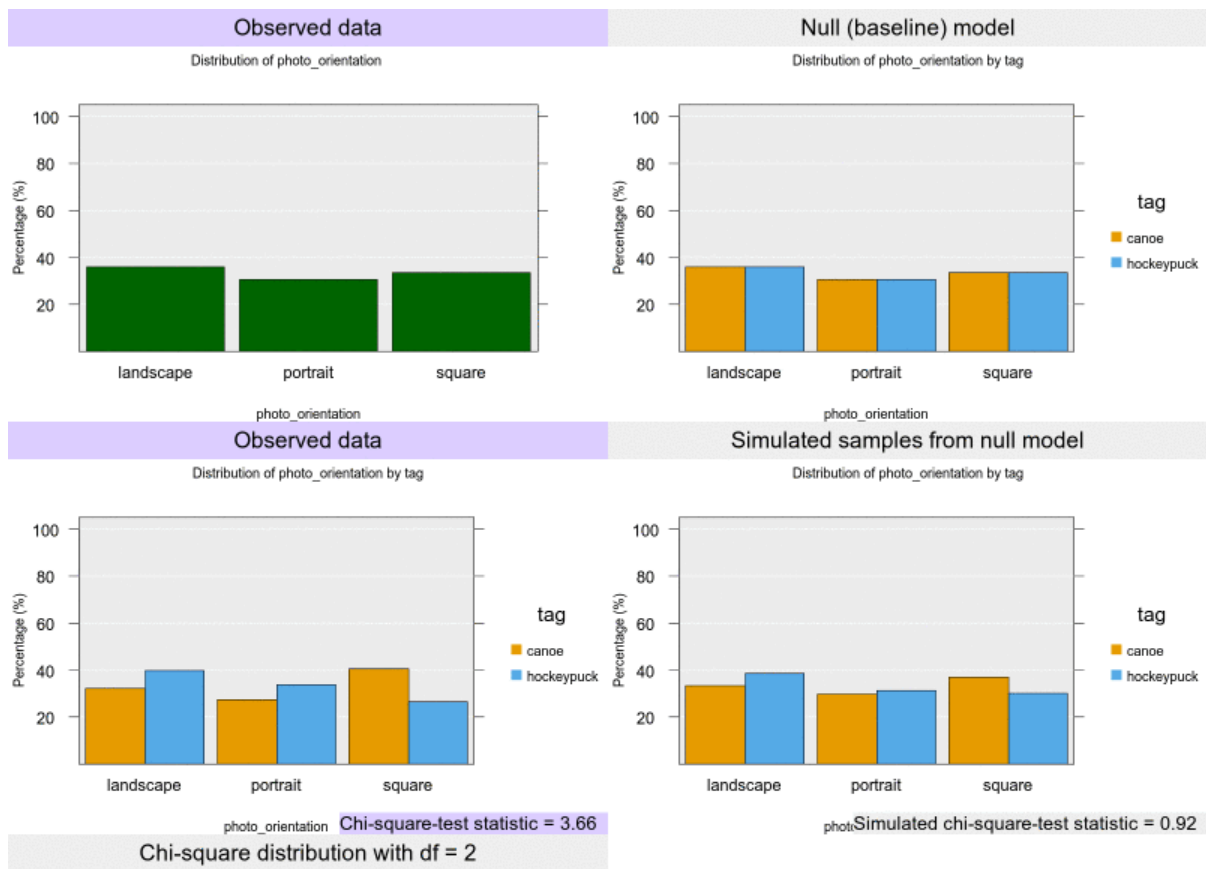 Observed data
Distribution of photo_orientation
100
80
60
40
20
Percentage (%)
landscape portrait square
photo_orientation
Null (baseline) model
Distribution of photo_orientation by tag
100
80
60
40
20
Percentage (%)
landscape portrait square
photo_orientation
tag
canoe
hockeypuck
Observed data
Distribution of photo_orientation by tag
100
80
60
40
20
Percentage (%)
landscape portrait square
tag
canoe
hockeypuck
photo_orientation Chi-square-test statistic = 3.66
Simulated samples from null model
Distribution of photo_orientation by tag
100
80
60
40
20
Percentage (%)
landscape portrait square
tag
canoe
hockeypuck
photo
Simulated chi-square-test statistic = 0.92
Chi-square distribution with df = 2